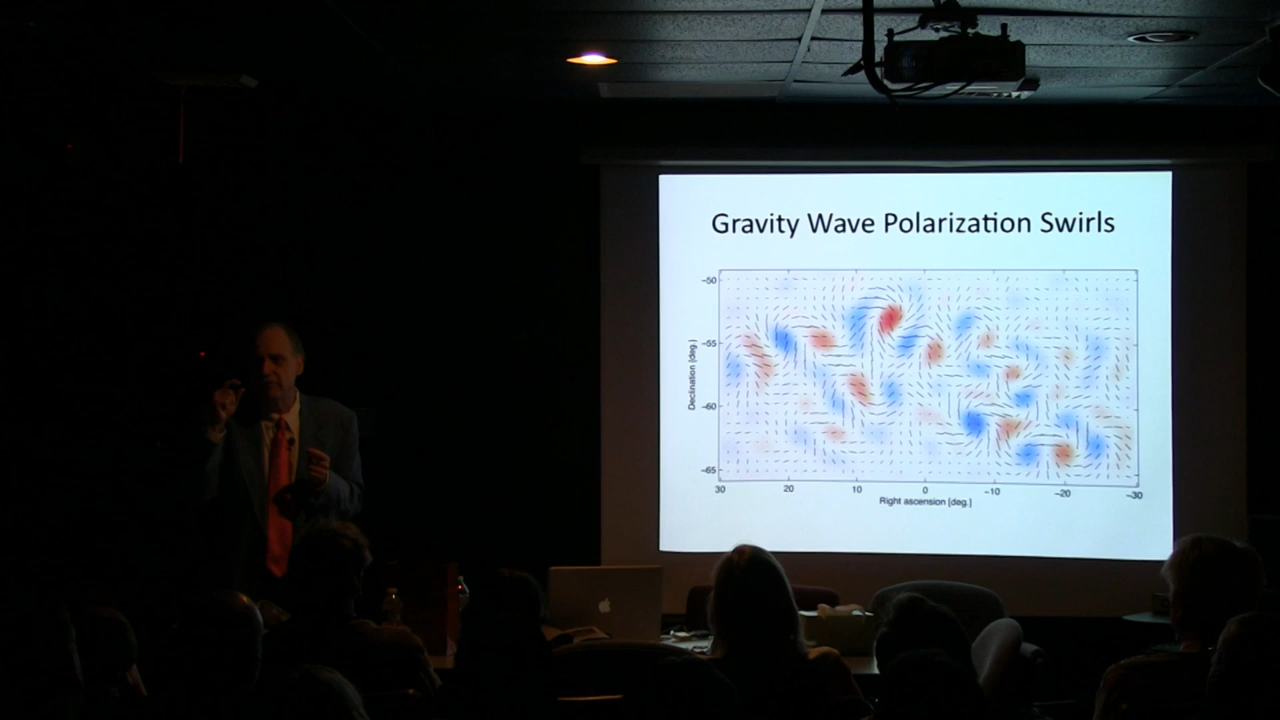 Gravity Wave Polarization Swirls
−50
−55
−60
−65
Declination [deg.]
30 20 10 0 −10 −20 −30
Right ascension [deg.]